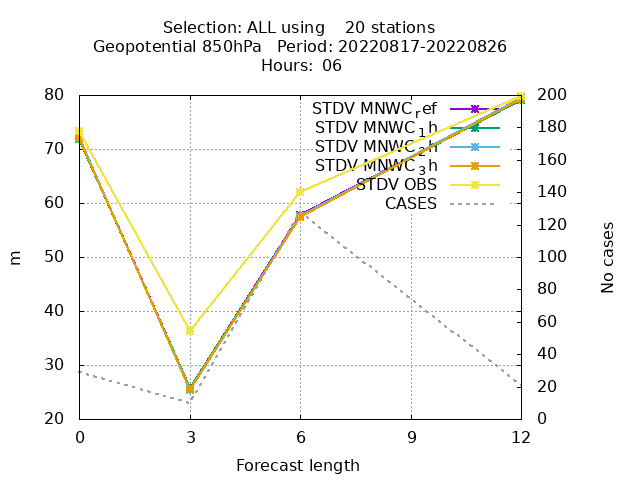 Selection: ALL using    20 stations
Geopotential 850hPa   Period: 20220817-20220826
Hours: 06
80
70
60
50
40
30
20
m
200
180
160
140
120
100
80
60
40
20
0
No cases
STDV MNWC_ref
STDV MNWC_1h
STDV MNWC_2h
STDV MNWC_3h
STDV OBS
CASES
0 3 6 9 12
Forecast length